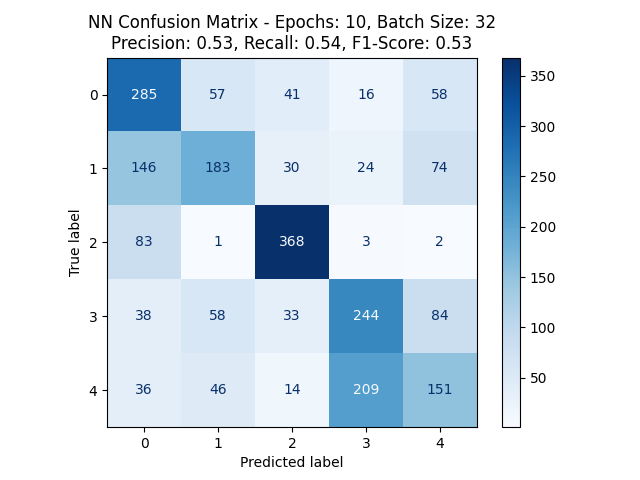 NN Confusion Matrix - Epochs: 10, Batch Size: 32
Precision: 0.53, Recall: 0.54, F1-Score: 0.53
0 285 57 41 16 58
1 146 183 30 24 74
2 83 1 368 3 2
3 38 58 33 244 84
4 36 46 14 209 151
0 1 2 3 4
Predicted label
True label
350
300
250
200
150
100
50